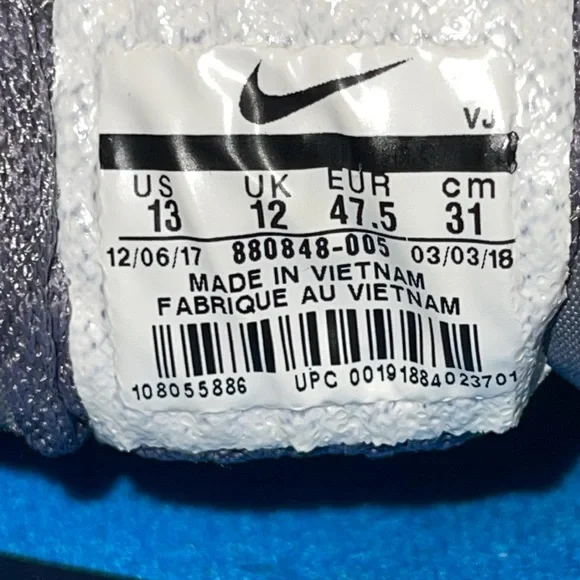 VJ
US UK EUR cm
13 12 47.5 31
12/06/17 880848-005 03/03/18
MADE IN VIETNAM
FABRIQUE AU VIETNAM
108055886 UPC 00191884023701